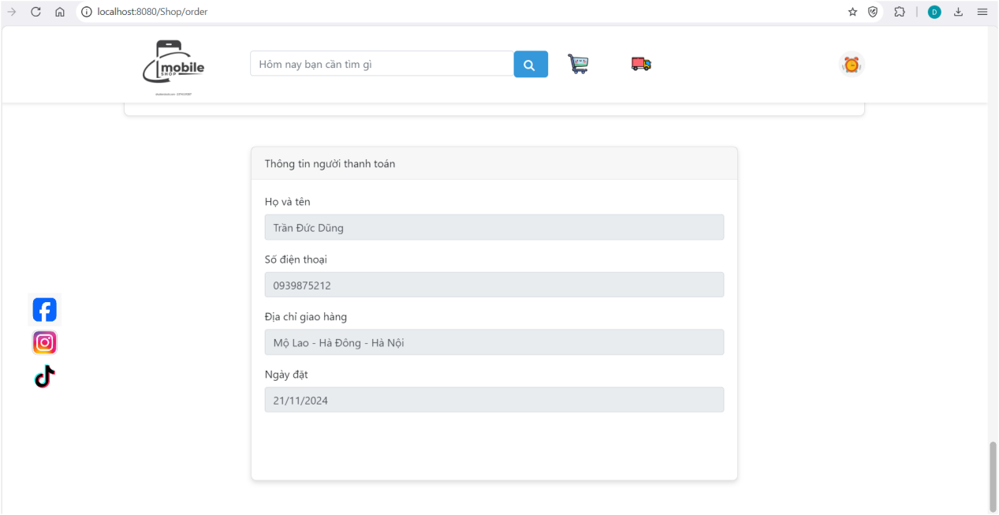 localhost:8080/Shop/order
D
mobile
SHOP
Hôm nay bạn cần tìm gì
Thông tin người thanh toán
Họ và tên
Trần Đức Dũng
Số điện thoại
0939875212
Địa chỉ giao hàng
Mộ Lao - Hà Đông - Hà Nội
Ngày đặt
21/11/2024